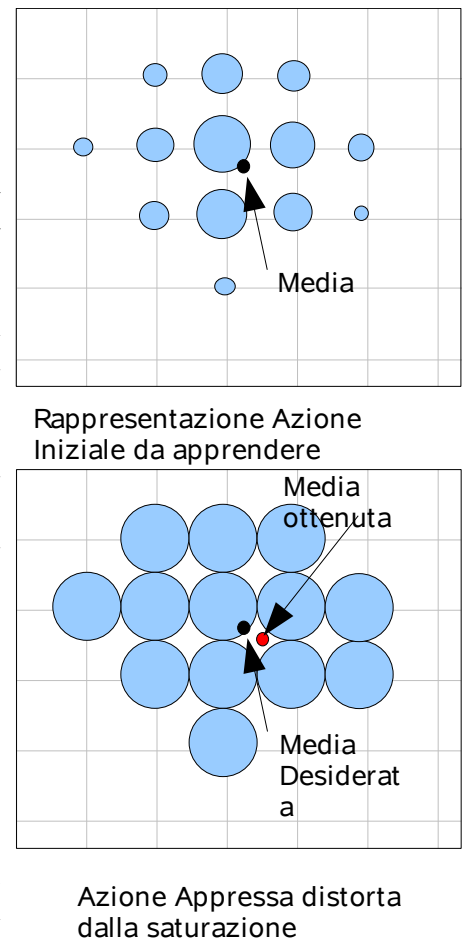 Media
Rappresentazione Azione
Iniziale da apprendere
Media
ottenuta
Media
Desiderat
a
Azione Appressa distorta
dalla saturazione